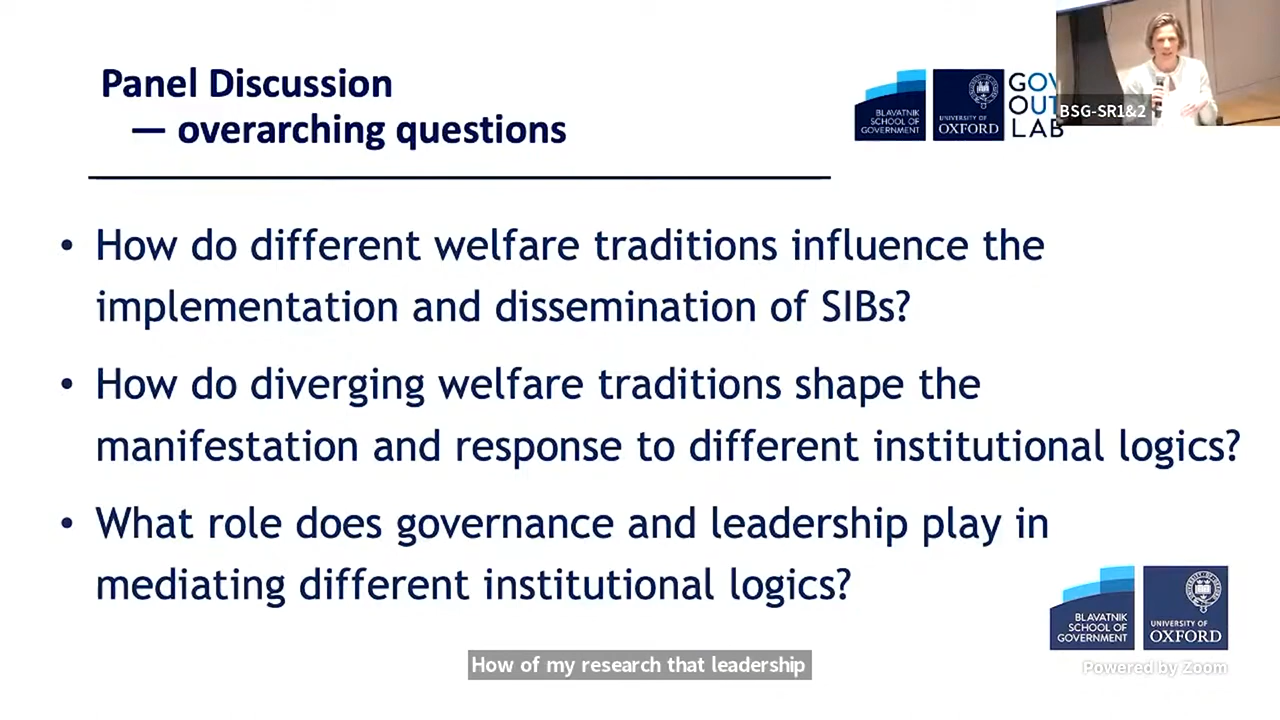 Panel Discussion
— overarching questions
BLAVATNIK
SCHOOL OF
GOVERNMENT
UNIVERSITY OF
OXFORD
GOV
OUT
LAB
BSG-SR1&2
• How do different welfare traditions influence the
implementation and dissemination of SIBs?
• How do diverging welfare traditions shape the
manifestation and response to different institutional logics?
• What role does governance and leadership play in
mediating different institutional logics?
BLAVATNIK
SCHOOL OF
GOVERNMENT
UNIVERSITY OF
OXFORD
How of my research that leadership
Powered by Zoom